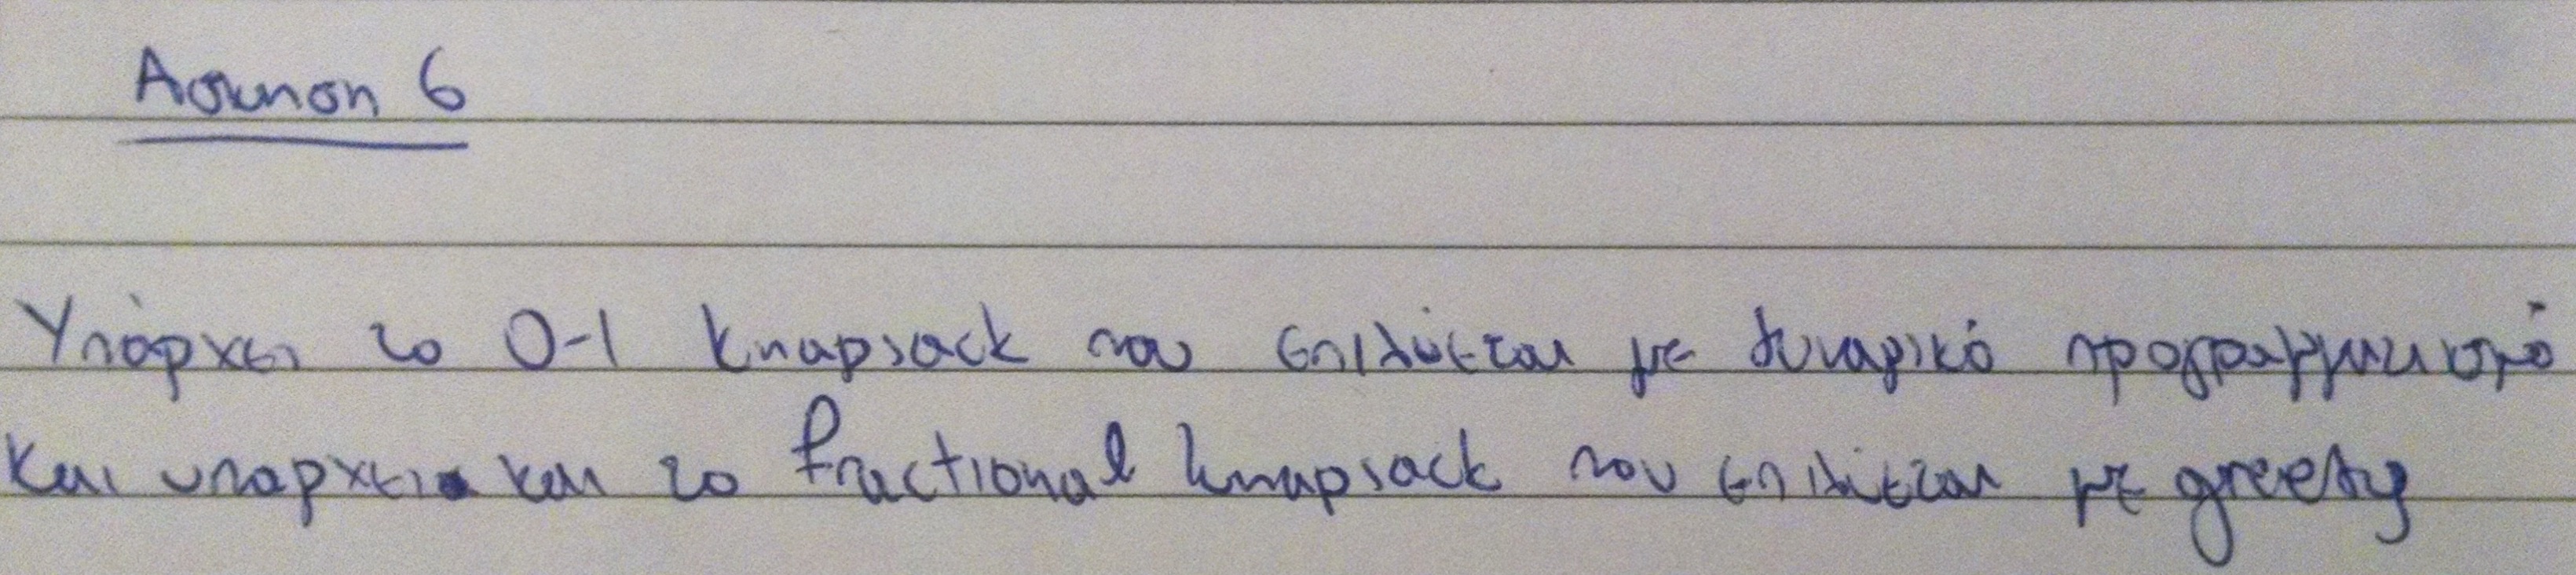 Ασκηση 6
Υπάρχει το 0-1 knapsack που επιλύεται με δυναμικό προγραμματισμό
και υπαρχει και το fractional knapsack που επιλύεται με greedy